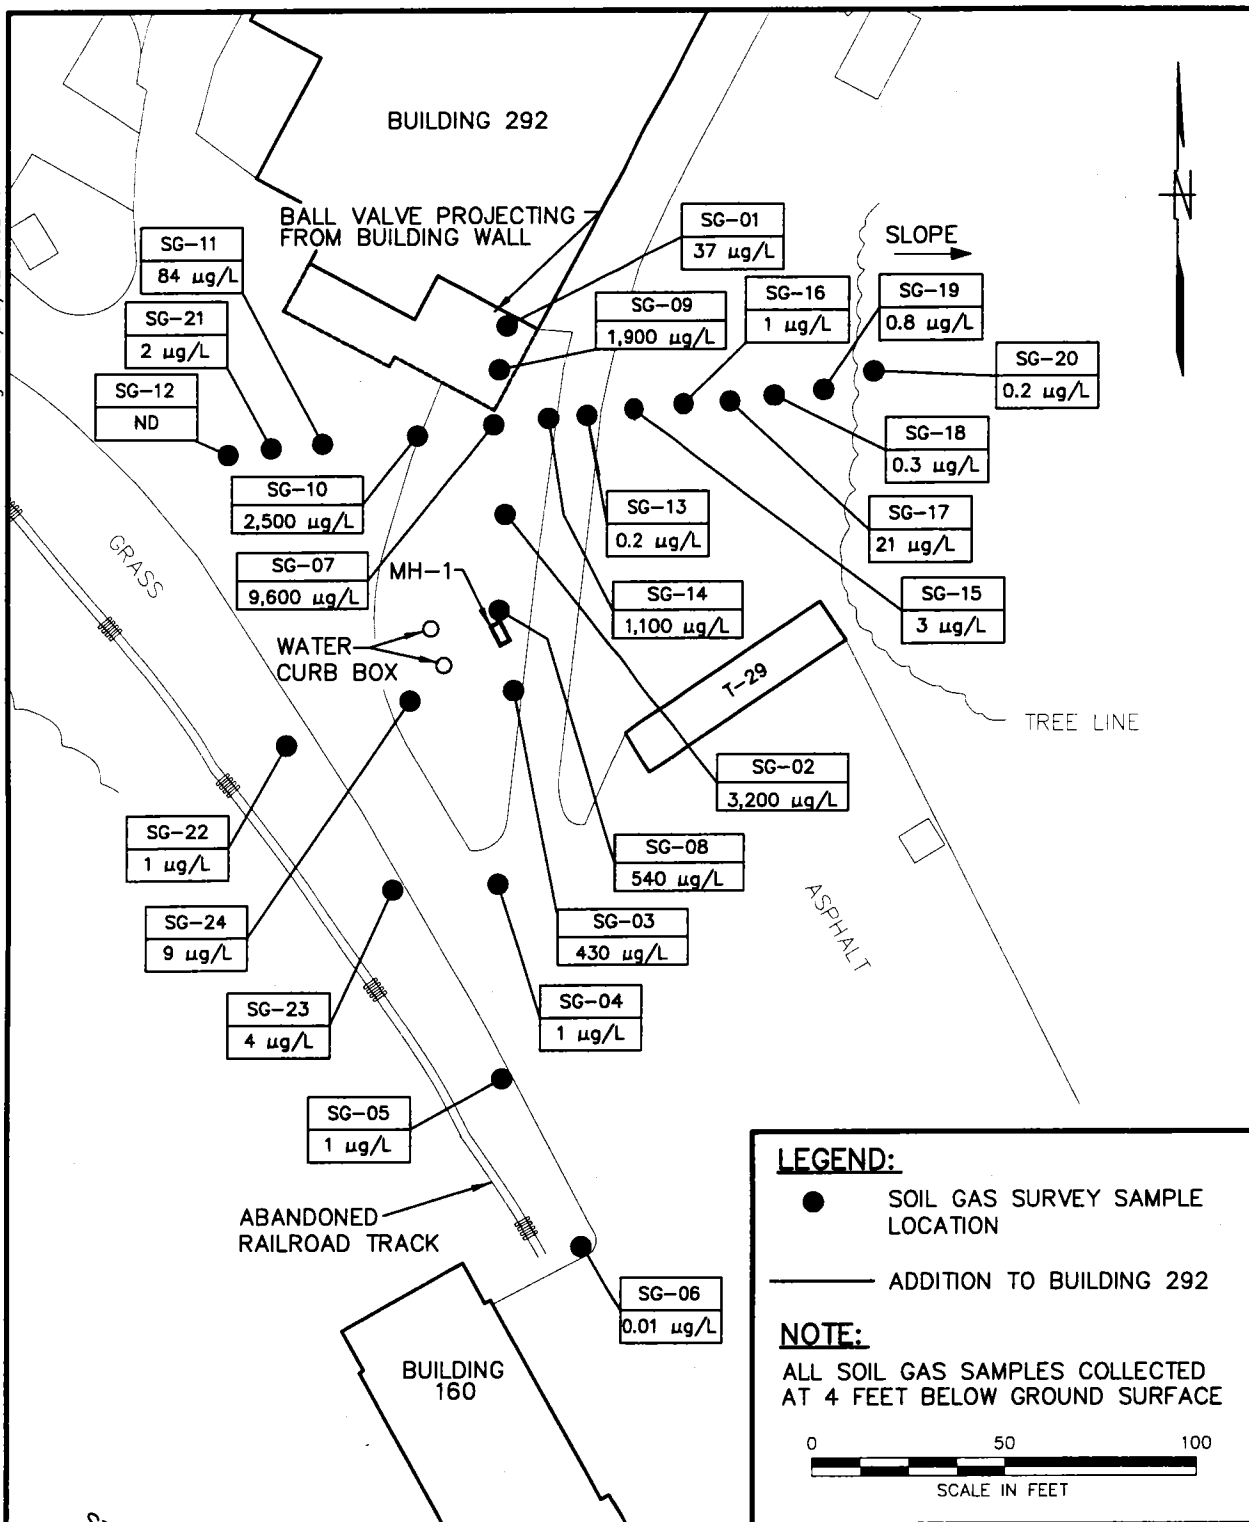 BUILDING 292
BALL VALVE PROJECTING
FROM BUILDING WALL
SG-01
37 µg/L
SLOPE
N
SG-11
84 µg/L
SG-21
2 µg/L
SG-12
ND
SG-09
1,900 µg/L
SG-16
1 µg/L
SG-19
0.8 µg/L
SG-20
0.2 µg/L
SG-18
0.3 µg/L
SG-10
2,500 µg/L
SG-13
0.2 µg/L
SG-17
21 µg/L
GRASS
SG-07
9,600 µg/L
MH-1
SG-14
1,100 µg/L
SG-15
3 µg/L
WATER
CURB BOX
T-29
TREE LINE
SG-02
3,200 µg/L
SG-22
1 µg/L
SG-08
540 µg/L
SG-24
9 µg/L
SG-03
430 µg/L
ASPHALT
SG-23
4 µg/L
SG-04
1 µg/L
SG-05
1 µg/L
ABANDONED
RAILROAD TRACK
SG-06
0.01 µg/L
BUILDING
160
LEGEND:
SOIL GAS SURVEY SAMPLE
LOCATION
ADDITION TO BUILDING 292
NOTE:
ALL SOIL GAS SAMPLES COLLECTED
AT 4 FEET BELOW GROUND SURFACE
0 50 100
SCALE IN FEET